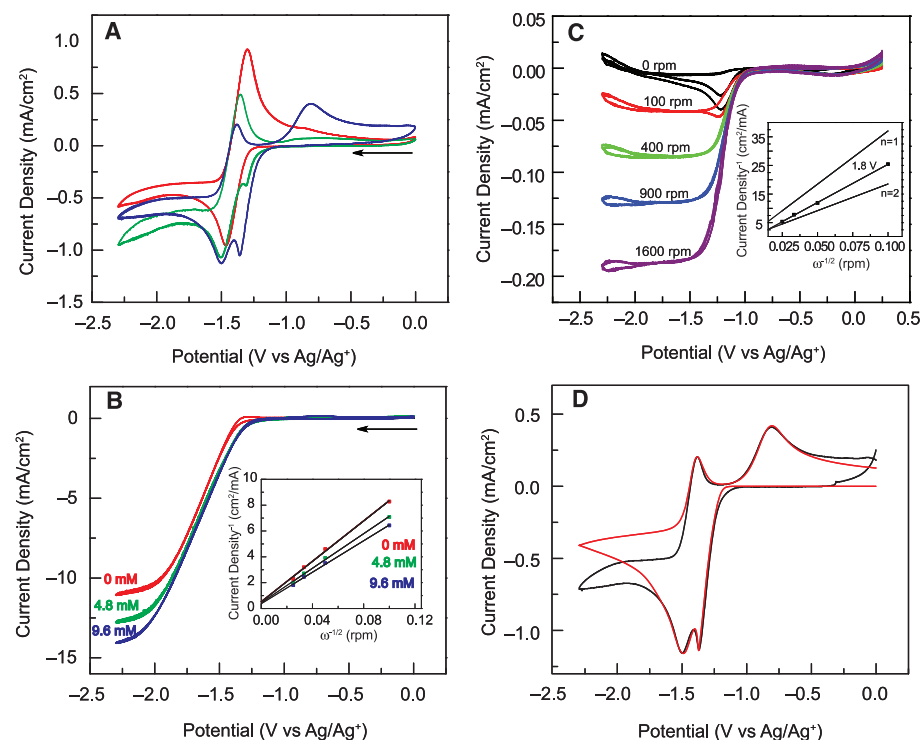 A
Current Density (mA/cm²)
1.0
0.5
0.0
−0.5
−1.0
−1.5
−2.5
−2.0
−1.5
−1.0
−0.5
0.0
Potential (V vs Ag/Ag⁺)
C
Current Density (mA/cm²)
0.00
−0.05
−0.10
−0.15
−0.20
0 rpm
100 rpm
400 rpm
900 rpm
1600 rpm
Current Density⁻¹ (cm²/mA)
35
25
15
5
n=1
1.8 V
n=2
0.025
0.050
0.075
0.100
ω⁻¹/² (rpm)
−2.5
−2.0
−1.5
−1.0
−0.5
0.0
0.5
Potential (V vs Ag/Ag⁺)
B
Current Density (mA/cm²)
0
−5
−10
−15
0 mM
4.8 mM
9.6 mM
Current Density⁻¹ (cm²/mA)
10
8
6
4
2
0
0 mM
4.8 mM
9.6 mM
0.00
0.04
0.08
0.12
ω⁻¹/² (rpm)
−2.5
−2.0
−1.5
−1.0
−0.5
0.0
Potential (V vs Ag/Ag⁺)
D
Current Density (mA/cm²)
0.5
0.0
−0.5
−1.0
−2.5
−2.0
−1.5
−1.0
−0.5
0.0
Potential (V vs Ag/Ag⁺)